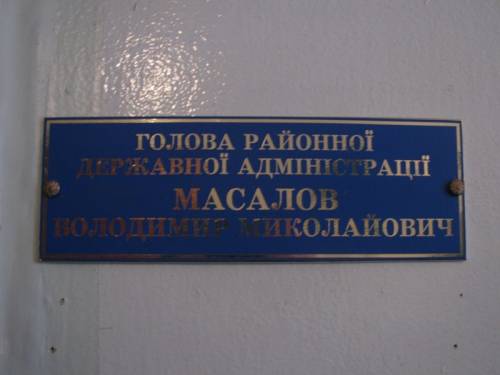 ГОЛОВА РАЙОННОЇ
ДЕРЖАВНОЇ АДМІНІСТРАЦІЇ
МАСАЛОВ
ВОЛОДИМИР МИКОЛАЙОВИЧ